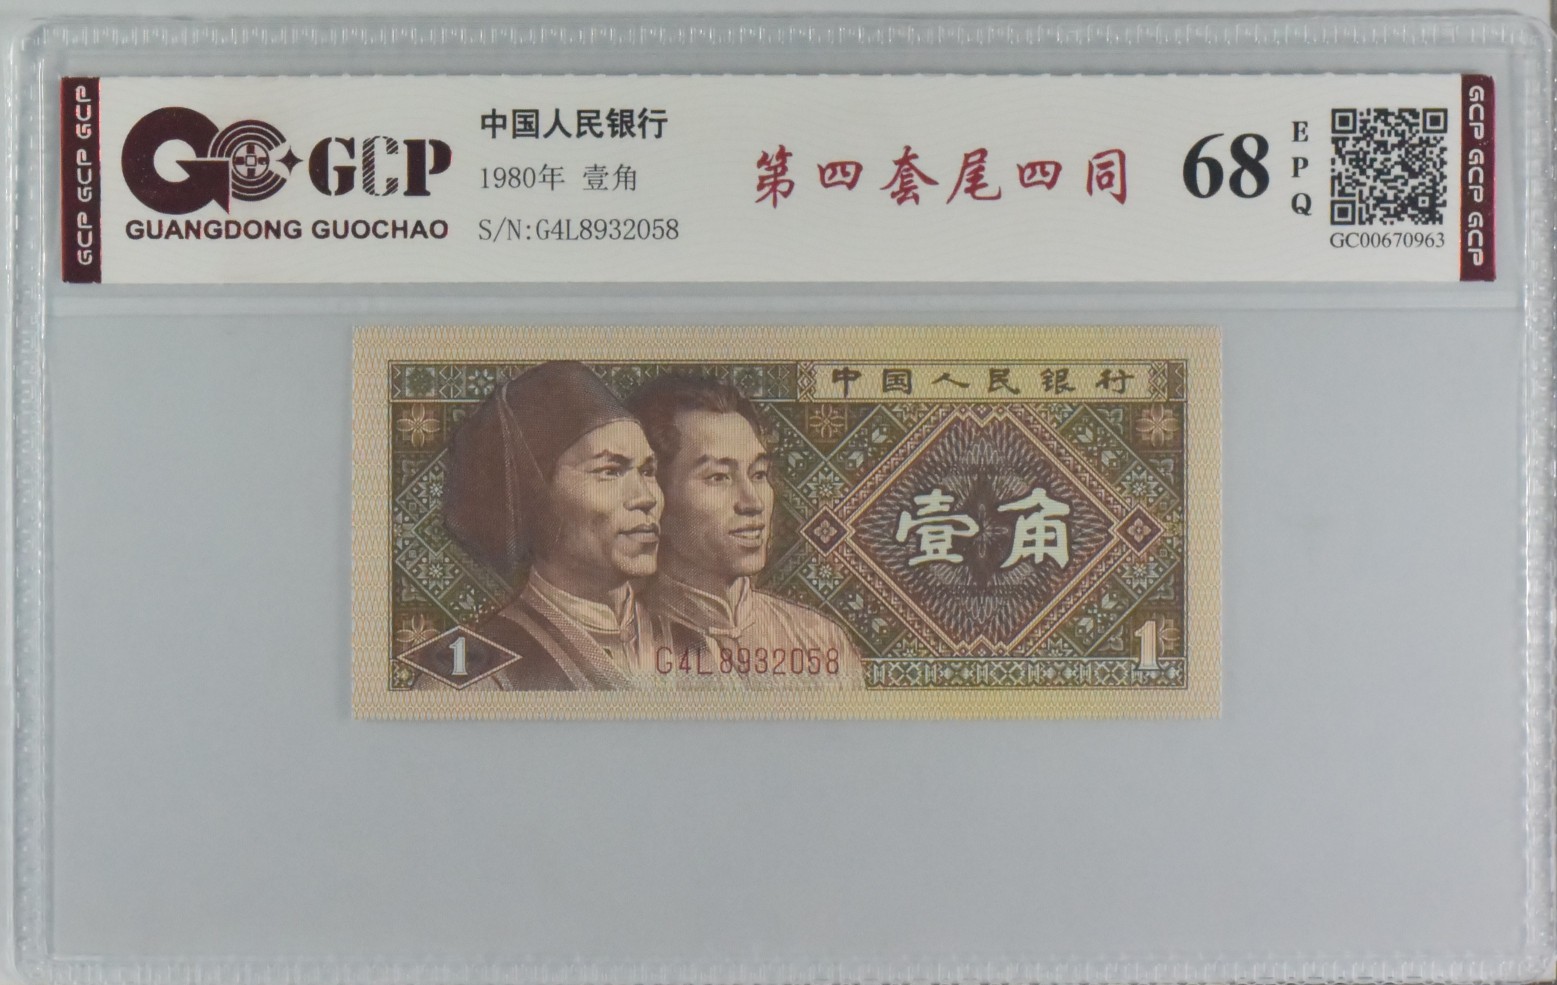 GCP GCP GCP
GCP
GUANGDONG GUOCHAO
中国人民银行
1980年 壹角
S/N:G4L8932058
第四套尾四同
68
EPQ
GC00670963
GCP GCP GCP
中国人民银行
壹角
1
G4L8932058
1